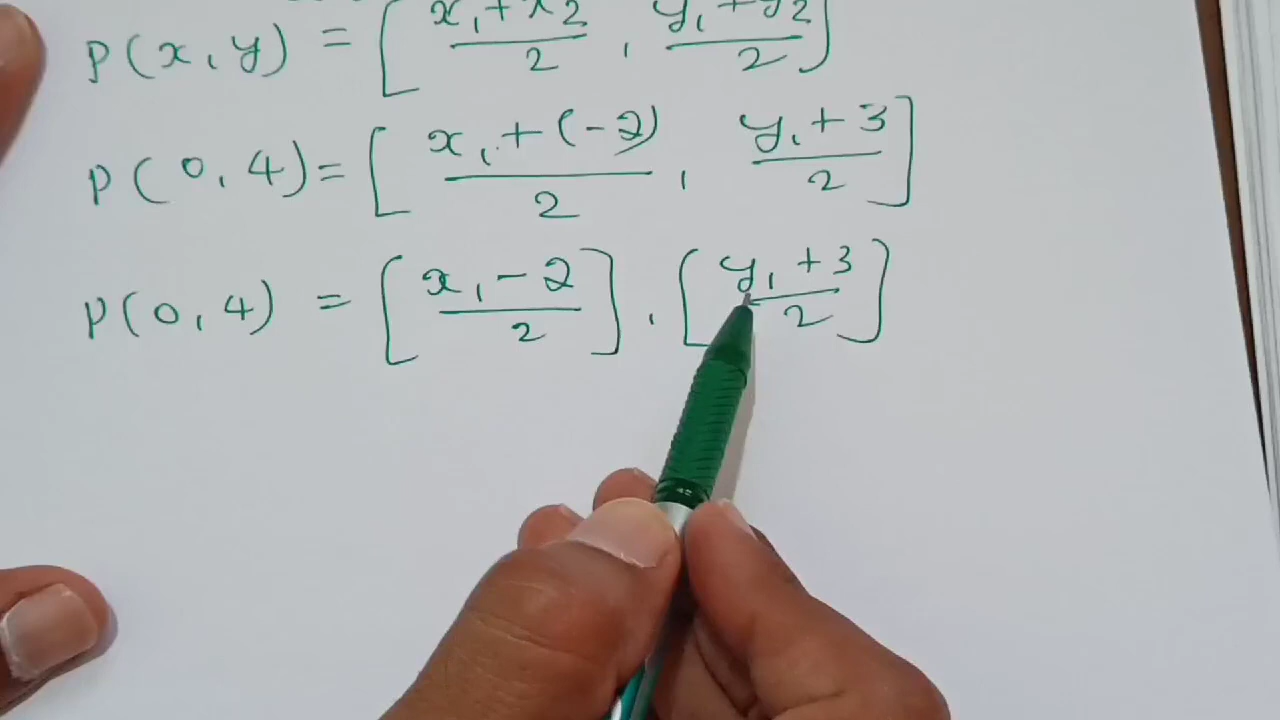 P(x,y) = [x₁+x₂/2, y₁+y₂/2]
P(0,4)= [x₁+(-2)/2, y₁+3/2]
P(0,4) = [x₁-2/2], [y₁+3/2]